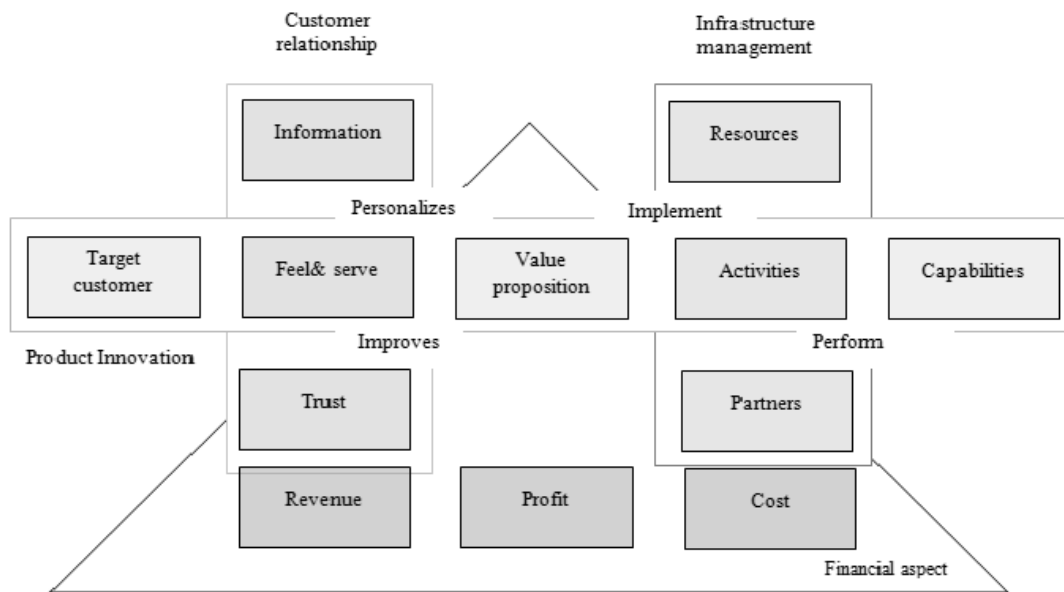 Customer
relationship
Infrastructure
management
Information
Resources
Personalizes
Implement
Target
customer
Feel& serve
Value
proposition
Activities
Capabilities
Improves
Perform
Product Innovation
Trust
Partners
Revenue
Profit
Cost
Financial aspect